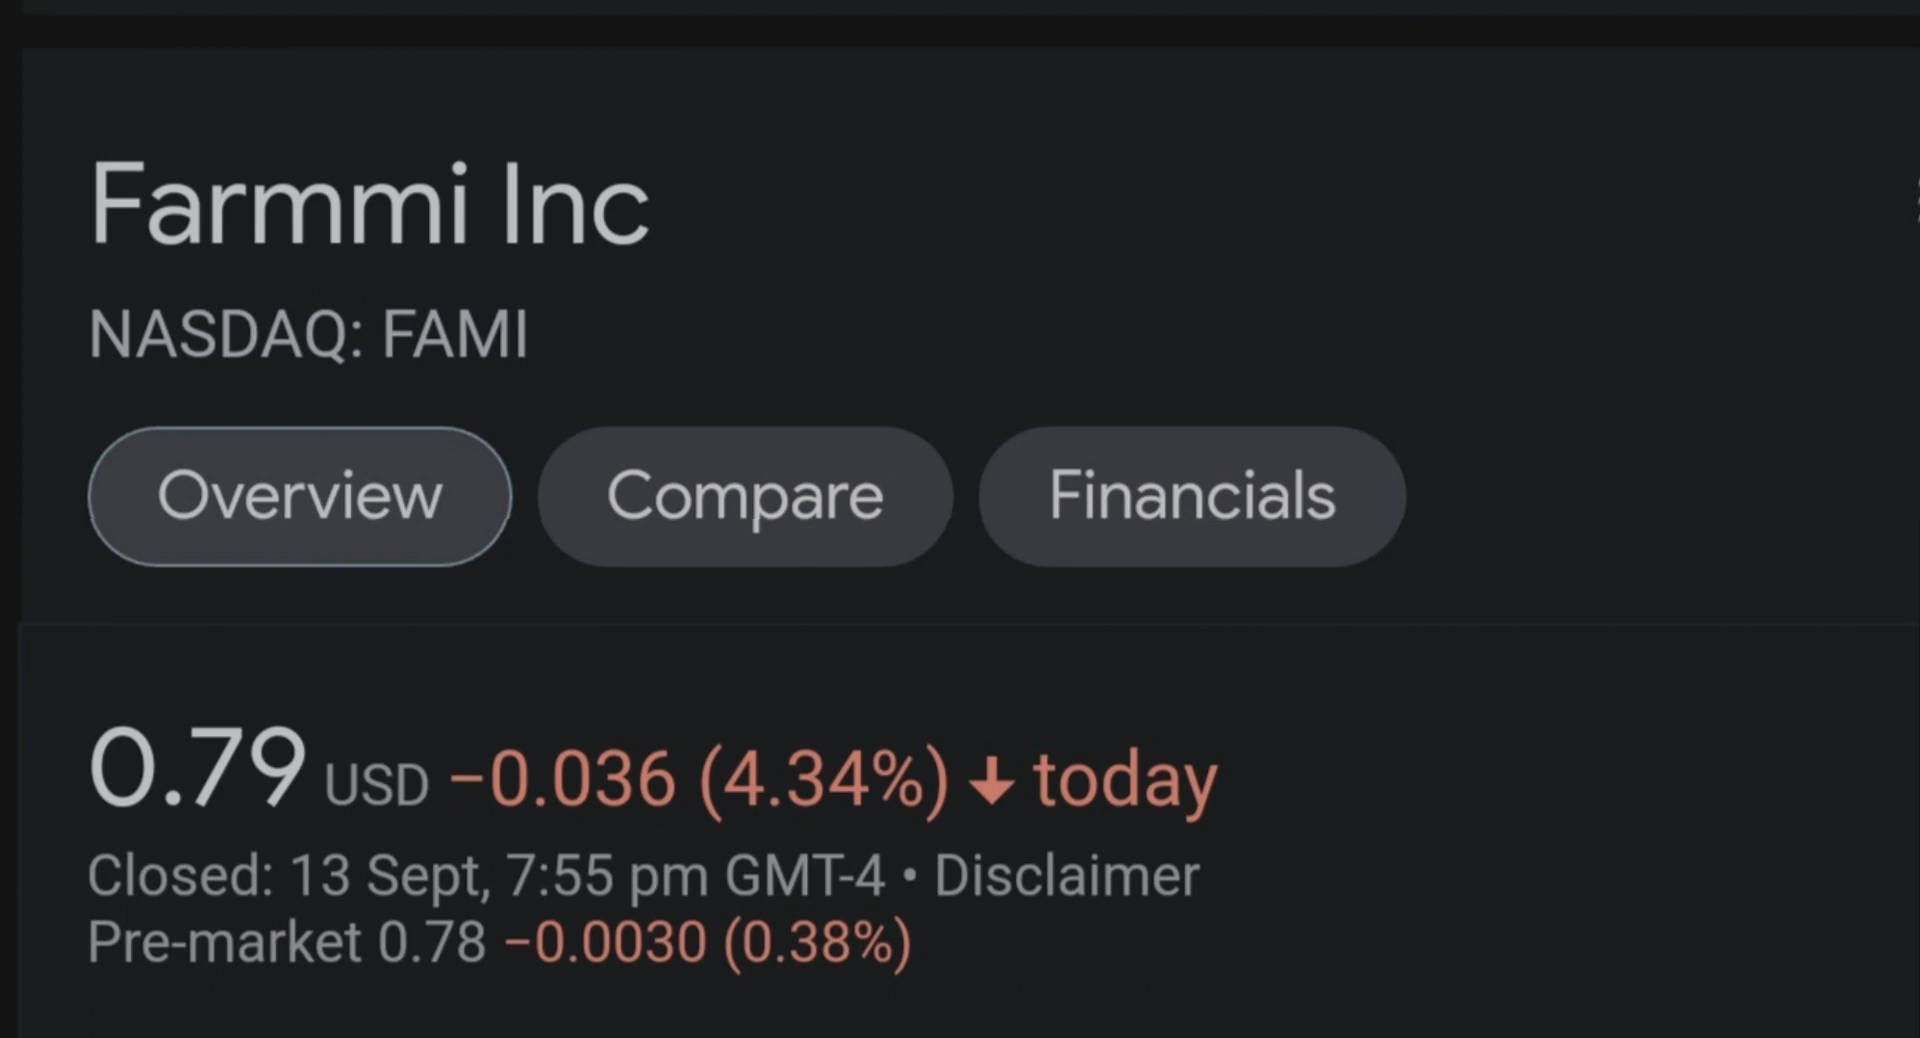 Farmmi Inc
NASDAQ: FAMI
Overview Compare Financials
0.79 USD −0.036 (4.34%) ↓ today
Closed: 13 Sept, 7:55 pm GMT-4 • Disclaimer
Pre-market 0.78 −0.0030 (0.38%)